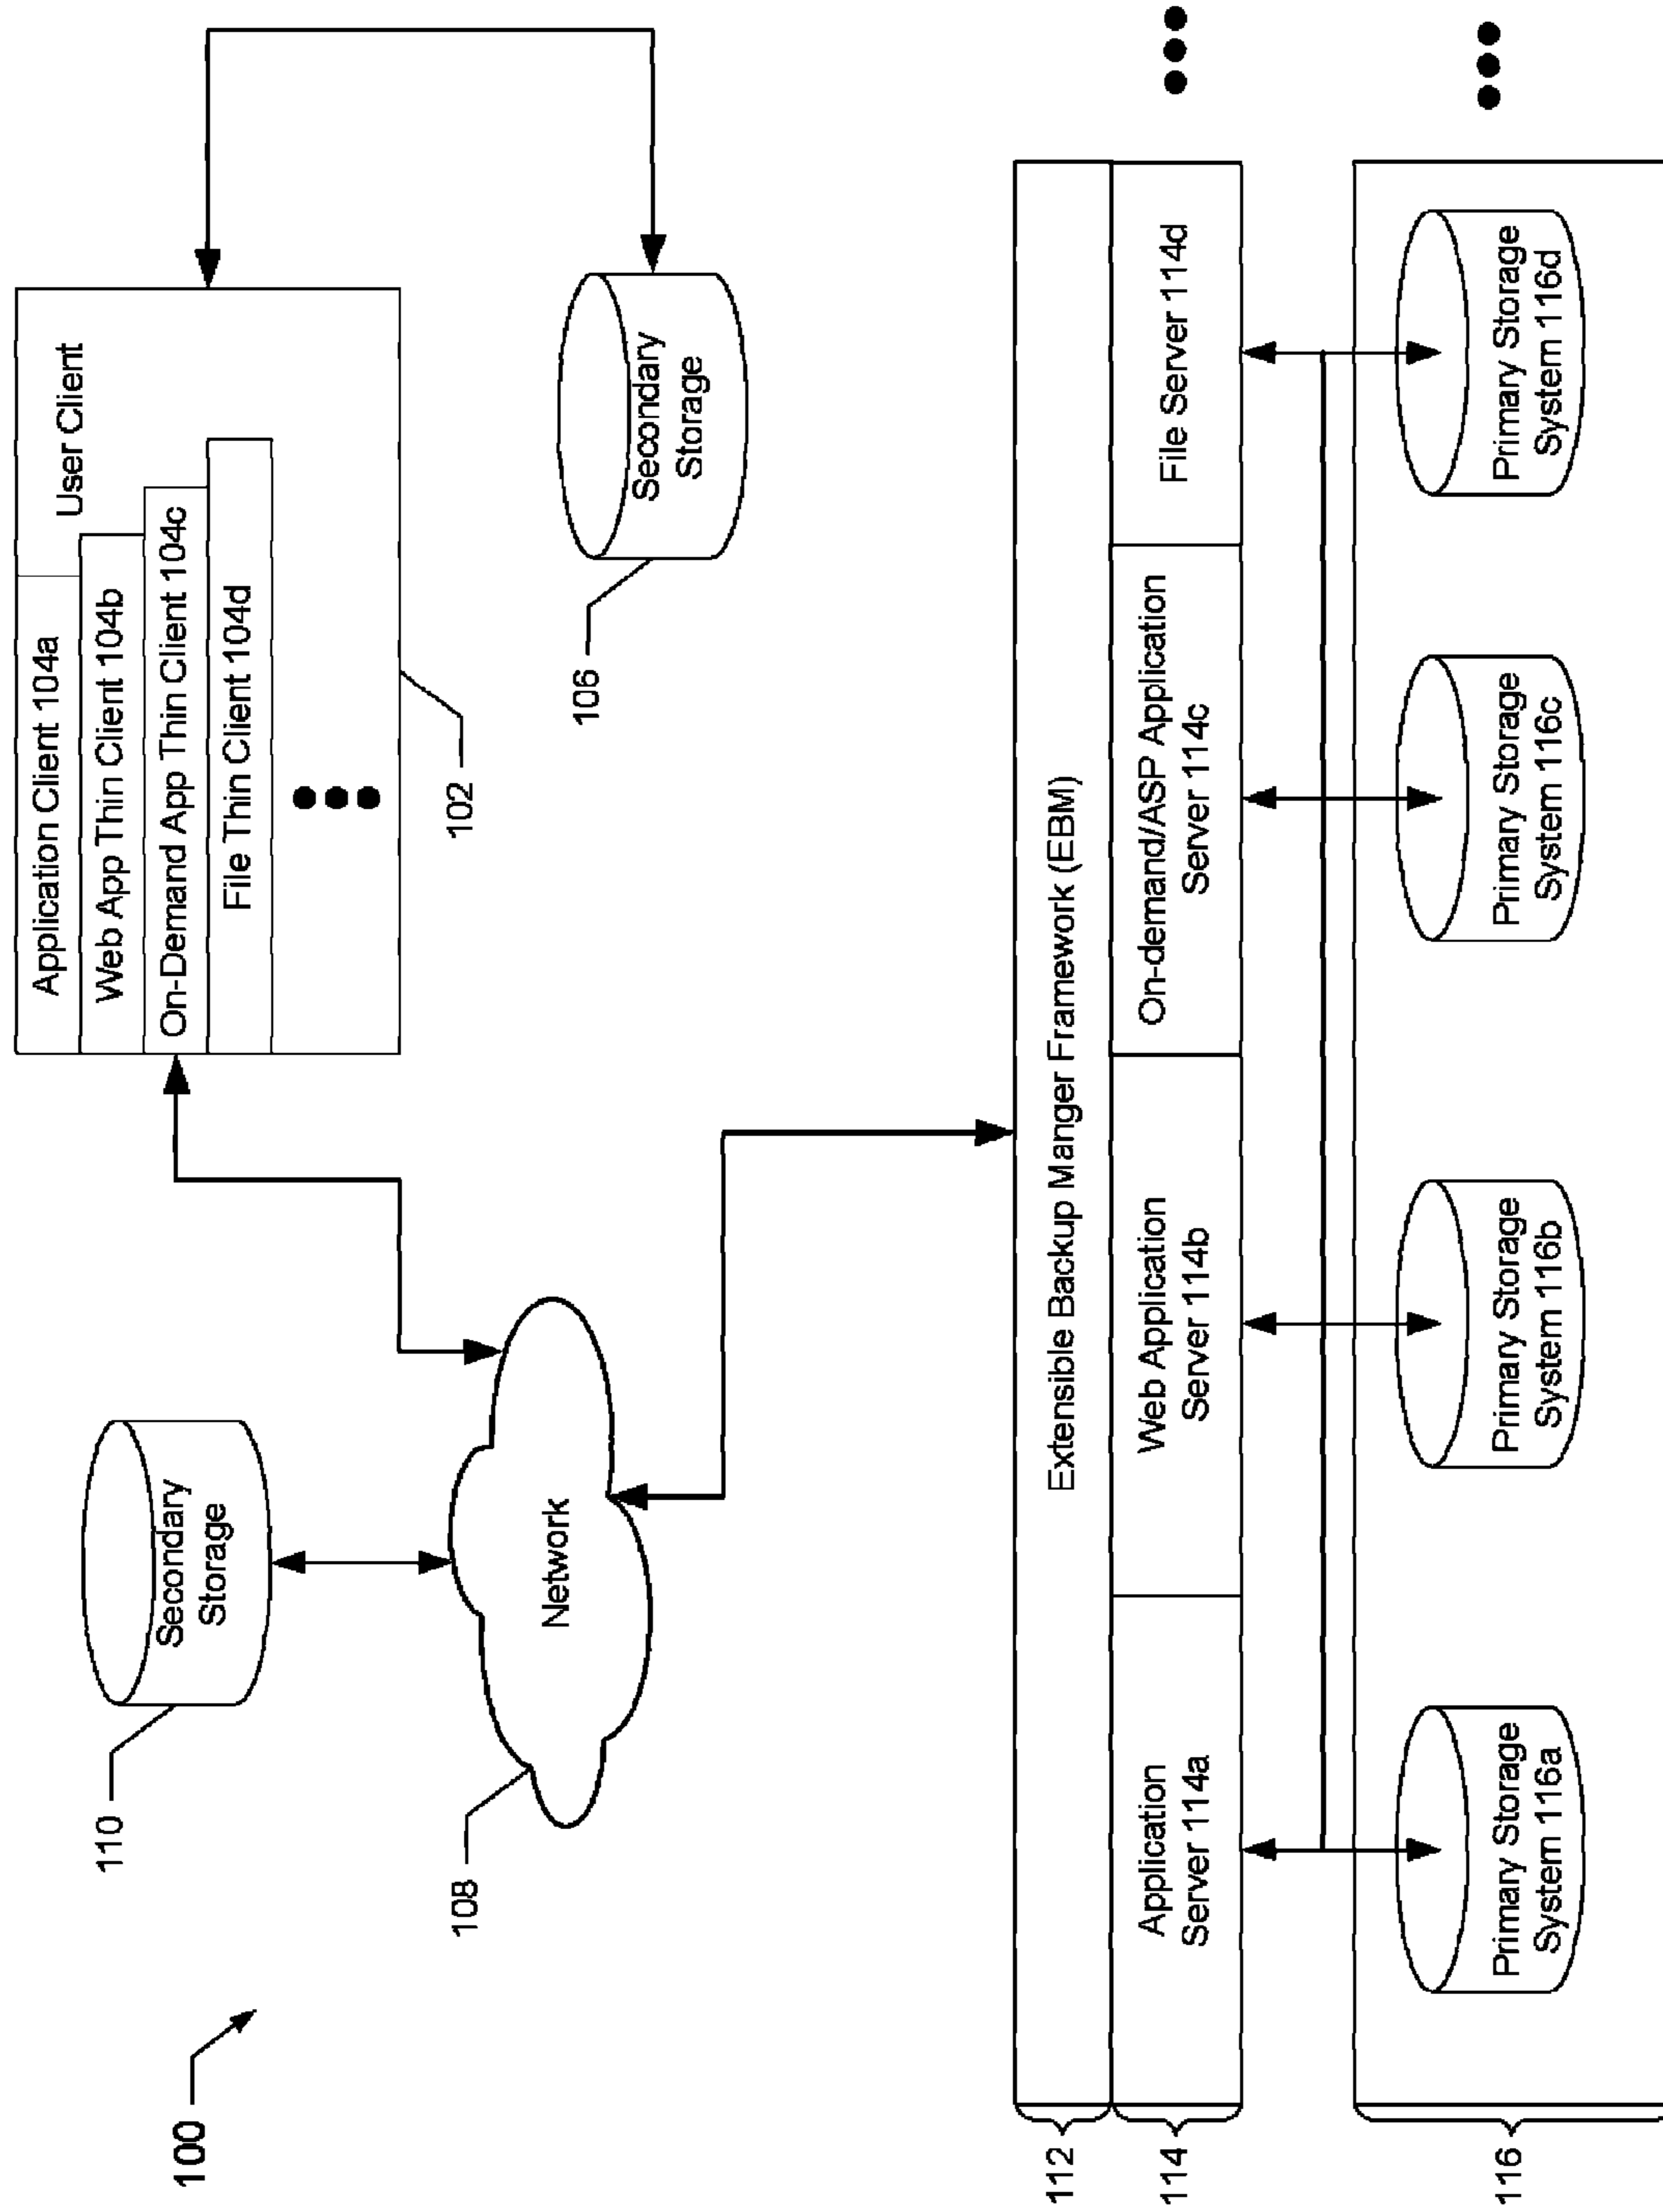 100
110
Secondary
Storage
108
Network
Application Client 104a
Web App Thin Client 104b
On-Demand App Thin Client 104c
File Thin Client 104d
User Client
102
106
Secondary
Storage
112
Extensible Backup Manger Framework (EBM)
114
Application
Server 114a
Web Application
Server 114b
On-demand/ASP Application
Server 114c
File Server 114d
116
Primary Storage
System 116a
Primary Storage
System 116b
Primary Storage
System 116c
Primary Storage
System 116d